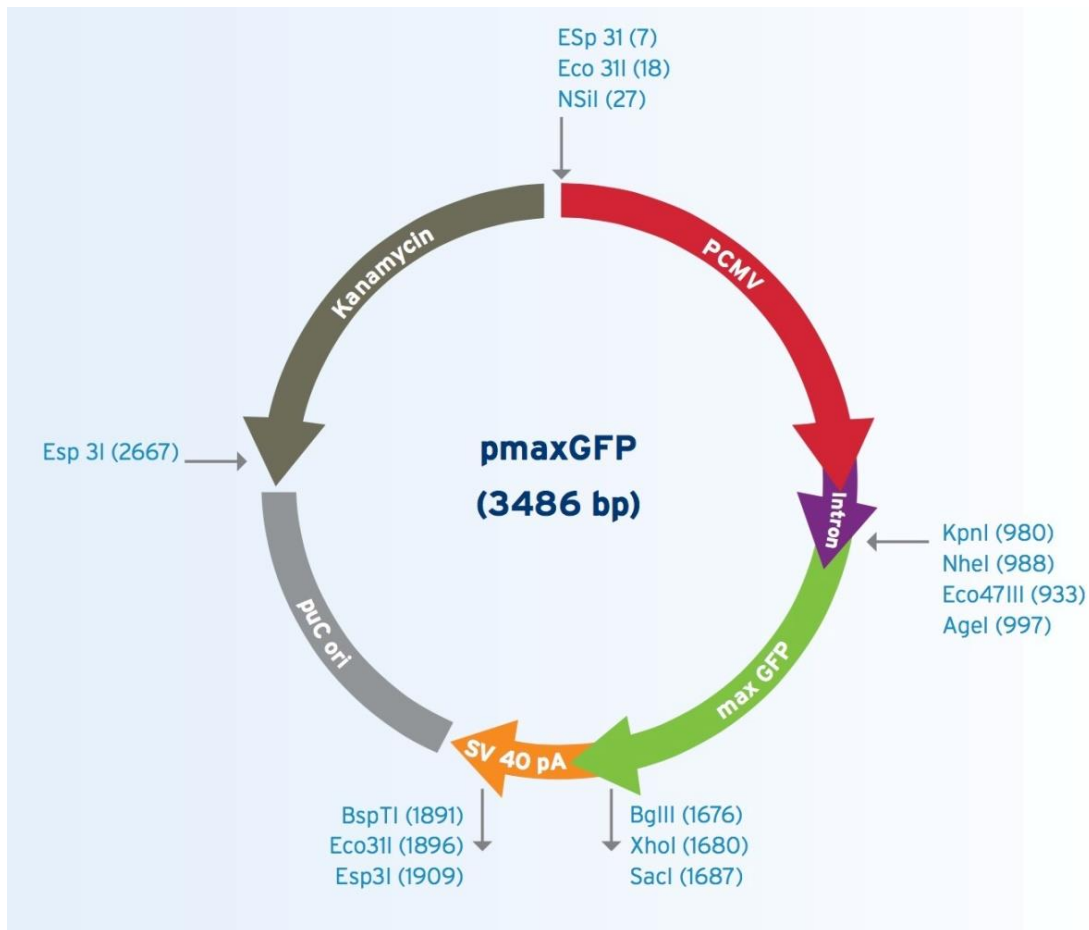 ESp 31 (7)
Eco 31I (18)
NSiI (27)
Kanamycin
PCMV
Esp 3I (2667)
pmaxGFP
(3486 bp)
Intron
KpnI (980)
NheI (988)
Eco47III (933)
AgeI (997)
puC ori
max GFP
SV 40 pA
BspTI (1891)
Eco31I (1896)
Esp3I (1909)
BglII (1676)
XhoI (1680)
SacI (1687)